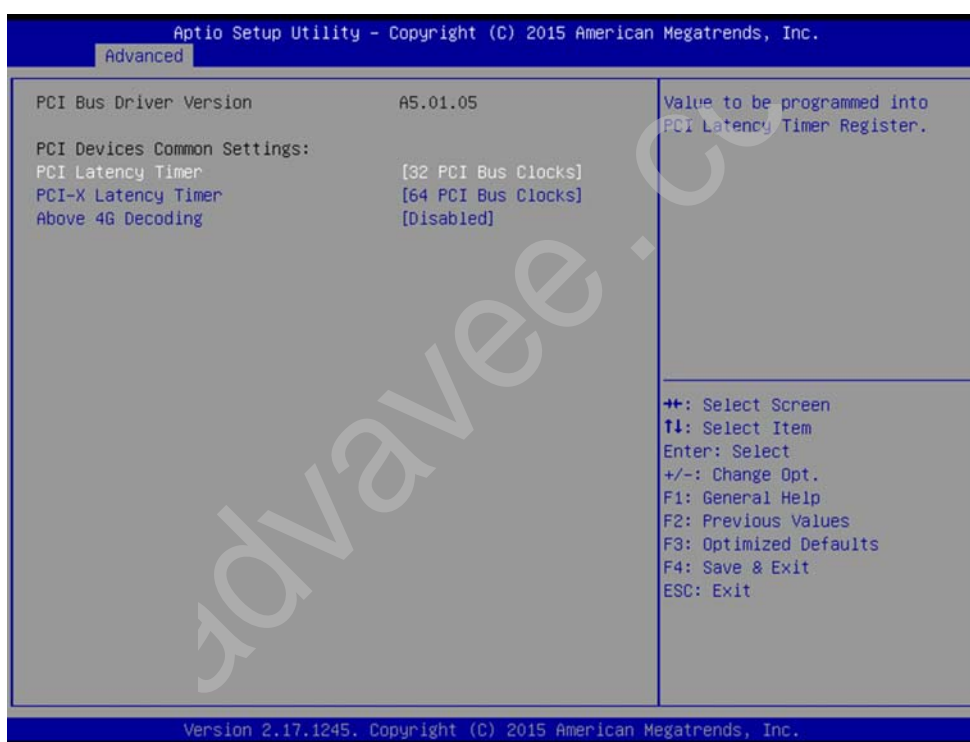 Aptio Setup Utility – Copyright (C) 2015 American Megatrends, Inc.
Advanced
PCI Bus Driver Version A5.01.05
PCI Devices Common Settings:
PCI Latency Timer [32 PCI Bus Clocks]
PCI-X Latency Timer [64 PCI Bus Clocks]
Above 4G Decoding [Disabled]
Value to be programmed into
PCI Latency Timer Register.
→←: Select Screen
↑↓: Select Item
Enter: Select
+/-: Change Opt.
F1: General Help
F2: Previous Values
F3: Optimized Defaults
F4: Save & Exit
ESC: Exit
Version 2.17.1245. Copyright (C) 2015 American Megatrends, Inc.
advavee.co